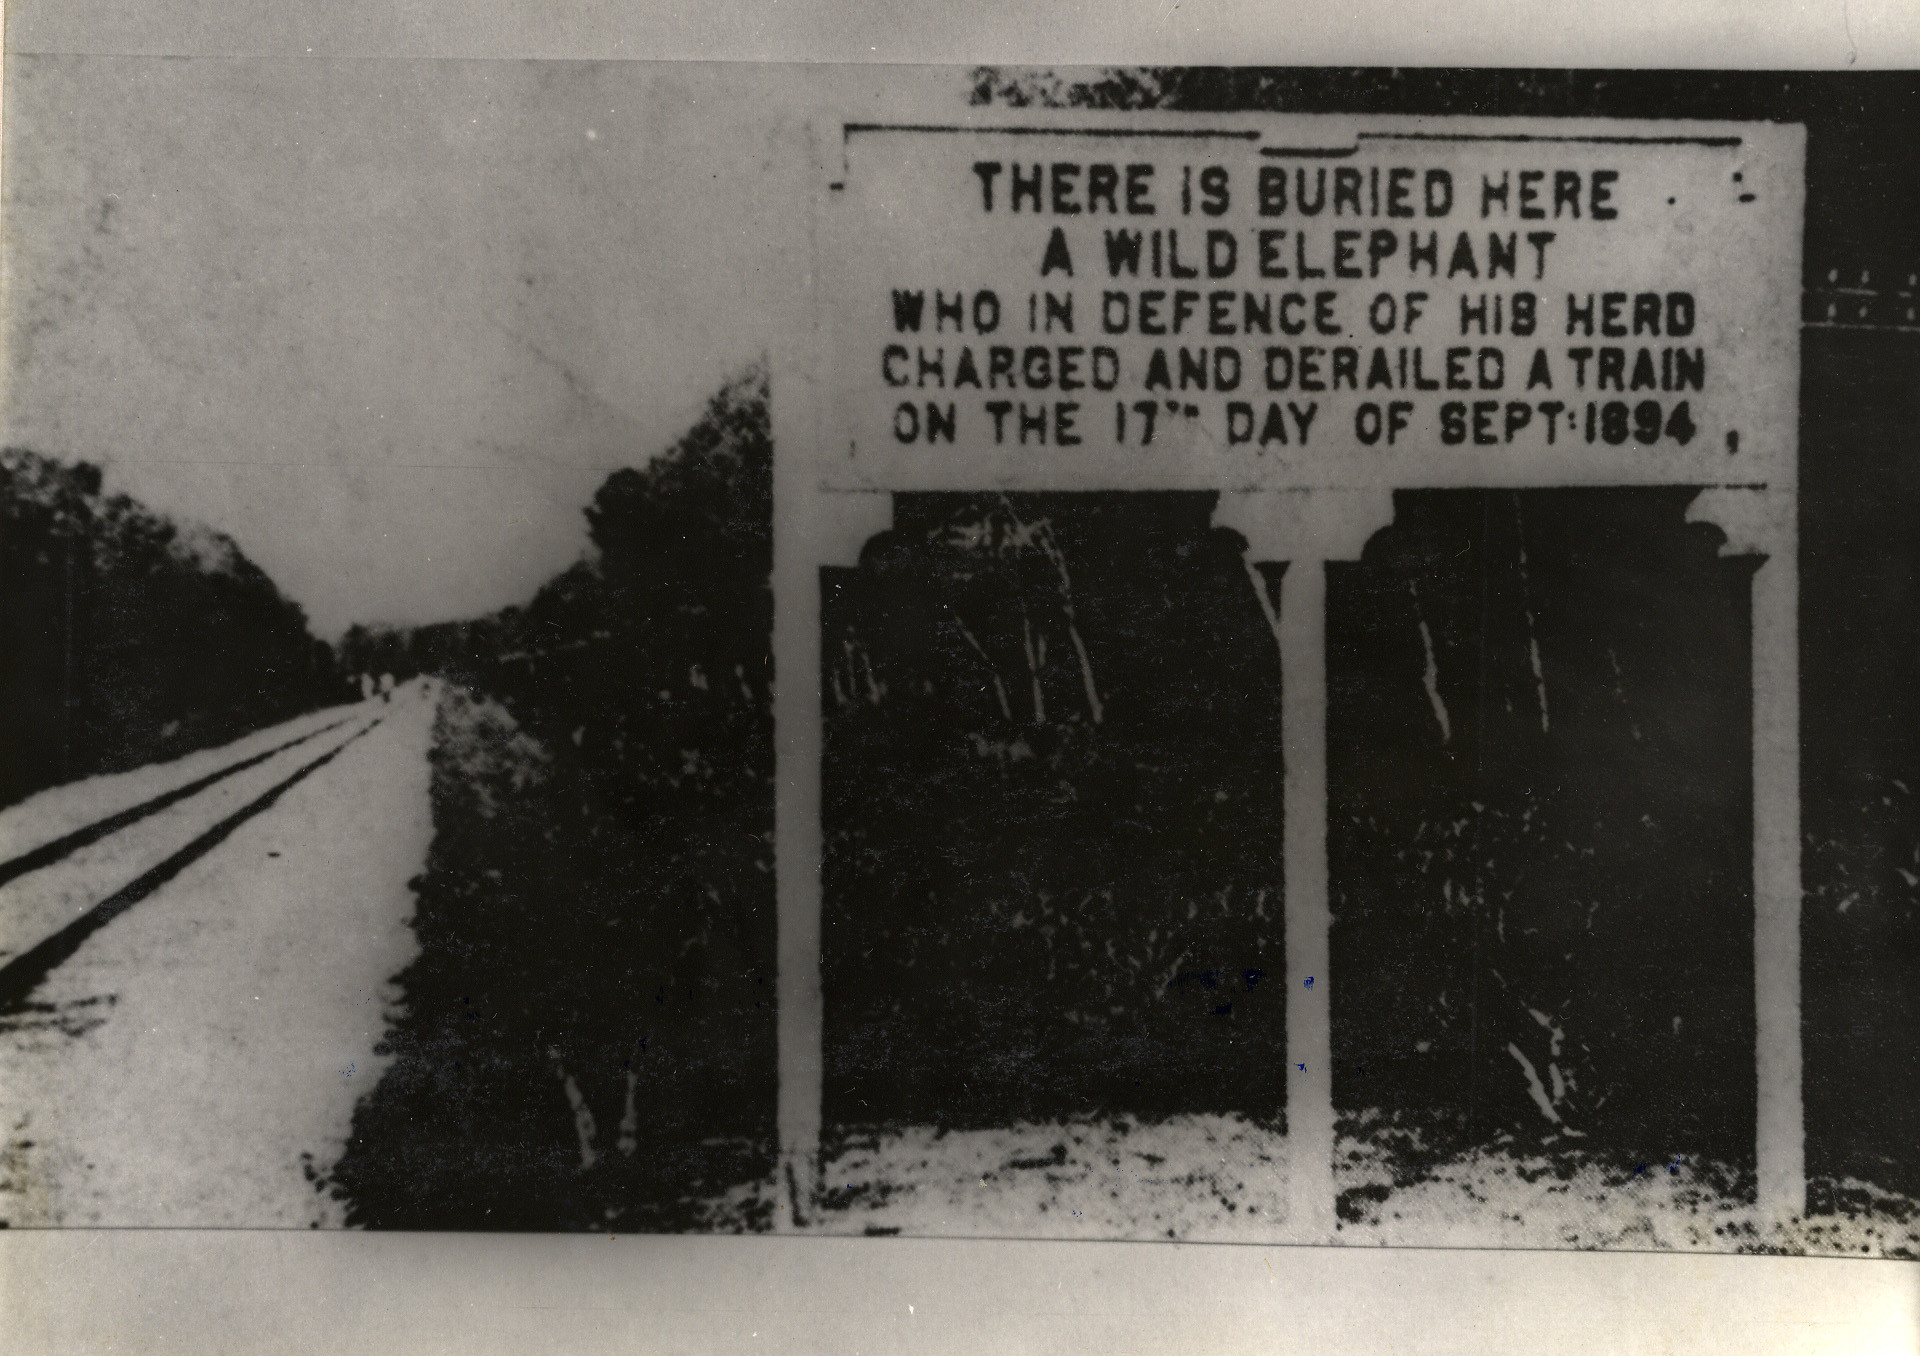 THERE IS BURIED HERE
A WILD ELEPHANT
WHO IN DEFENCE OF HIS HERD
CHARGED AND DERAILED A TRAIN
ON THE 17TH DAY OF SEPT:1894